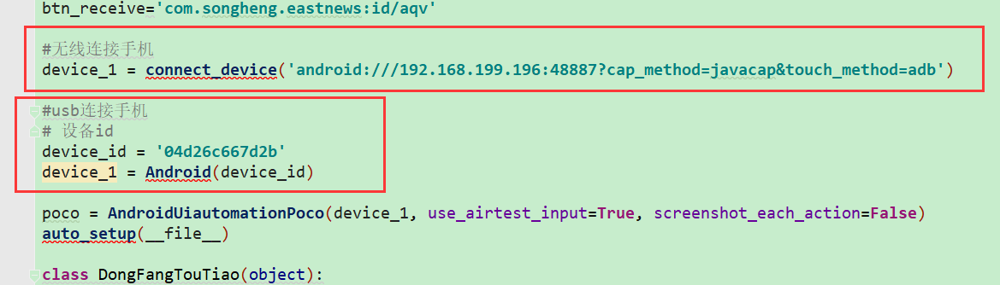 btn_receive='com.songheng.eastnews:id/aqv'
#无线连接手机
device_1 = connect_device('android:///192.168.199.196:48887?cap_method=javacap&touch_method=adb')
#usb连接手机
# 设备id
device_id = '04d26c667d2b'
device_1 = Android(device_id)
poco = AndroidUiautomationPoco(device_1, use_airtest_input=True, screenshot_each_action=False)
auto_setup(__file__)
class DongFangTouTiao(object):